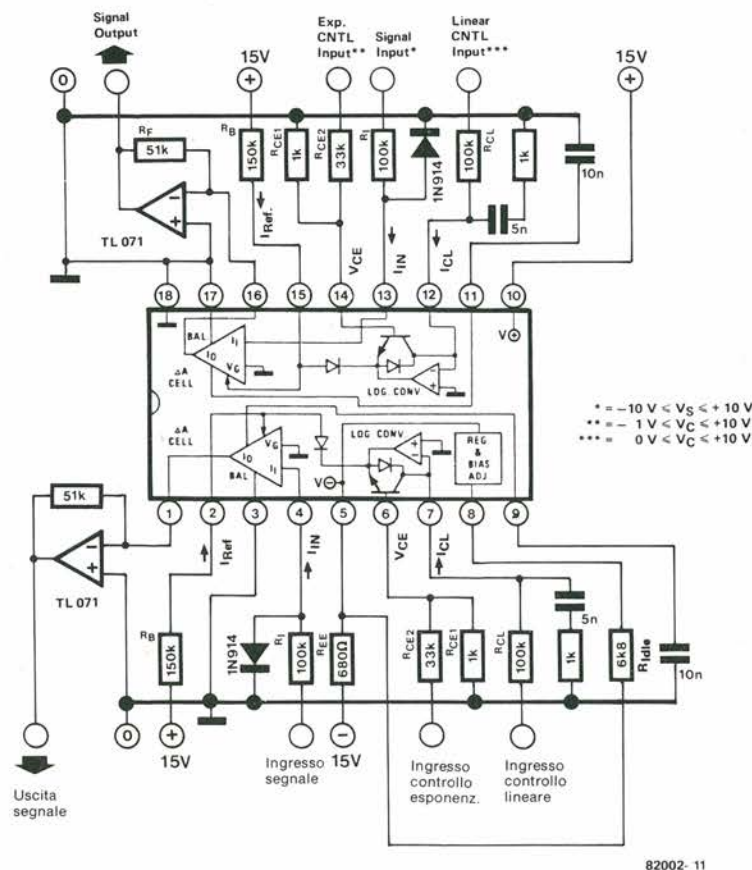 Signal
Output
Exp.
CNTL
Input**
Signal
Input*
Linear
CNTL
Input***
0
15V
+
15V
+
RF
51k
RB
150k
RCE1
1k
RCE2
33k
RI
100k
1N914
100k
RCL
1k
10n
5n
TL 071
IRef.
VCE
IIN
ICL
18
17
16
15
14
13
12
11
10
BAL
II
IO
VG
ΔA
CELL
LOG CONV
V+
ΔA
CELL
LOG CONV
IO
VG
BAL
II
V-
REG
&
BIAS
ADJ
* = -10 V ≤ VS ≤ +10 V
** = - 1 V ≤ VC ≤ +10 V
*** = 0 V ≤ VC ≤ +10 V
1
2
3
4
5
6
7
8
9
51k
TL 071
IRef
IIN
VCE
ICL
RB
150k
1N914
RI
100k
REE
680Ω
RCE2
33k
RCE1
1k
RCL
100k
5n
1k
6k8
RIdle
10n
0
+
15V
-
15V
Uscita
segnale
Ingresso
segnale
Ingresso
controllo
esponenz.
Ingresso
controllo
lineare
82002- 11